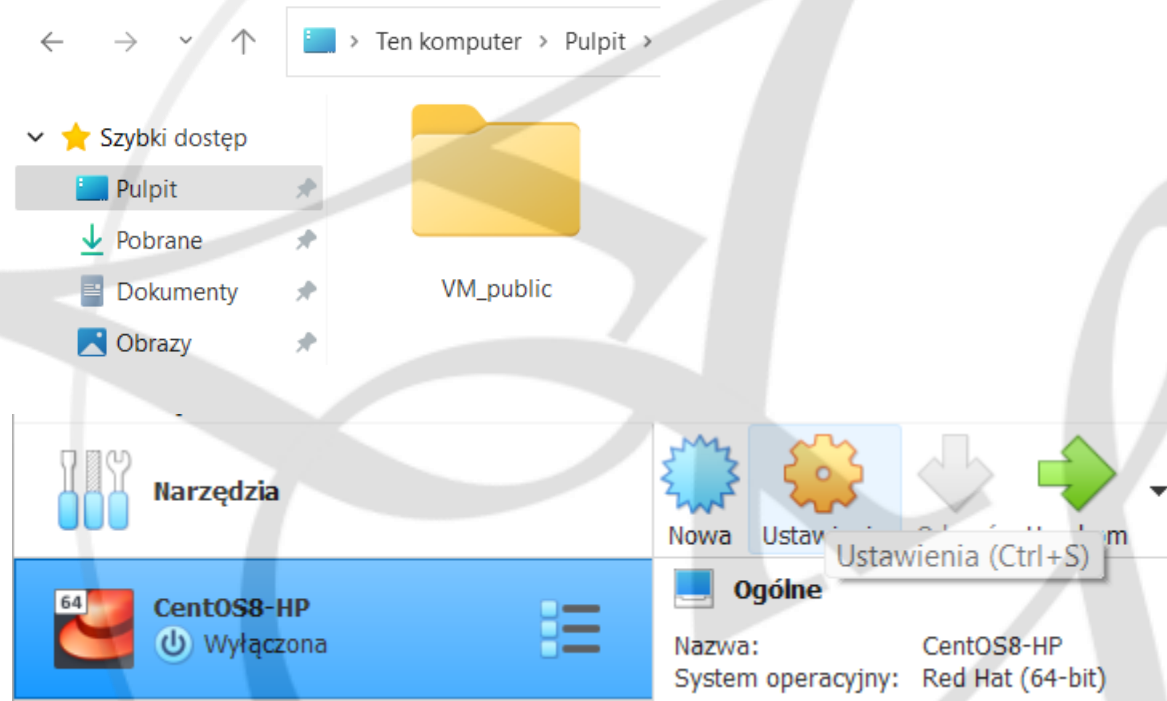 Ten komputer > Pulpit >
Szybki dostęp
Pulpit
Pobrane
Dokumenty
Obrazy
VM_public
Narzędzia
Nowa
Ustawienia (Ctrl+S)
64
CentOS8-HP
Wyłączona
Ogólne
Nazwa: CentOS8-HP
System operacyjny: Red Hat (64-bit)